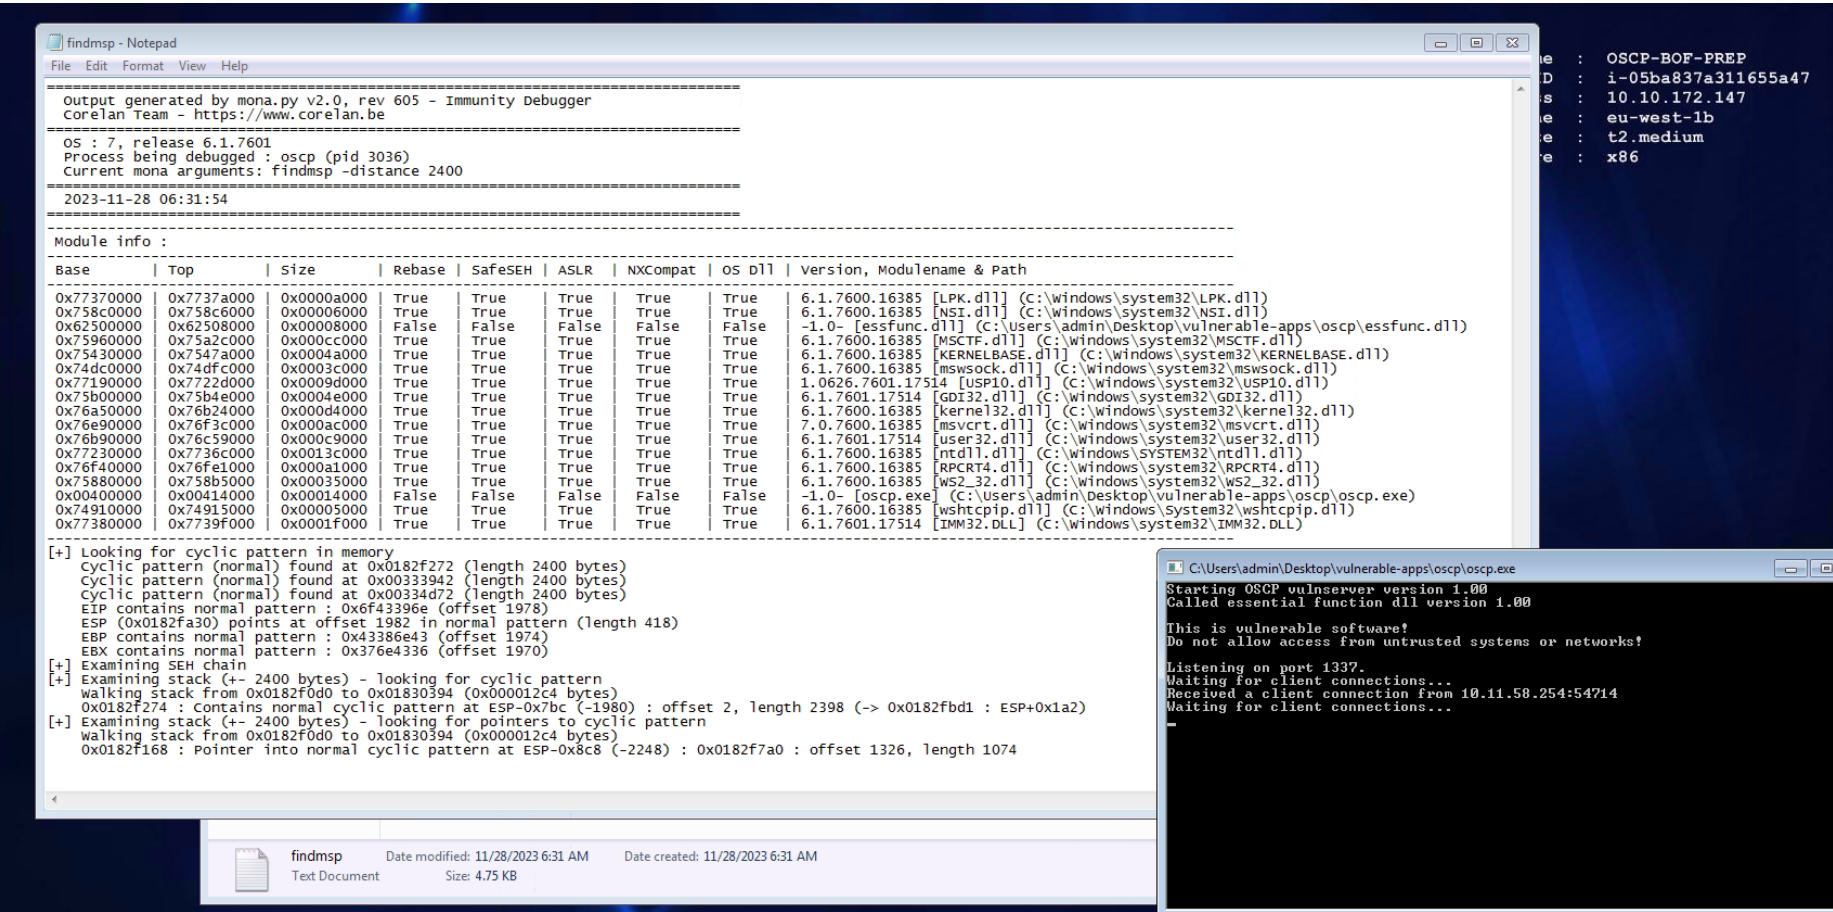 findmsp - Notepad
File Edit Format View Help
================================================================================
Output generated by mona.py v2.0, rev 605 - Immunity Debugger
Corelan Team - https://www.corelan.be
================================================================================
OS : 7, release 6.1.7601
Process being debugged : oscp (pid 3036)
Current mona arguments: findmsp -distance 2400
================================================================================
2023-11-28 06:31:54
================================================================================
Module info :
Base | Top | Size | Rebase | SafeSEH | ASLR | NXCompat | OS Dll | Version, Modulename & Path
0x77370000 | 0x7737a000 | 0x0000a000 | True | True | True | True | True | 6.1.7600.16385 [LPK.dll] (C:\Windows\system32\LPK.dll)
0x758c0000 | 0x758c6000 | 0x00006000 | True | True | True | True | True | 6.1.7600.16385 [NSI.dll] (C:\Windows\system32\NSI.dll)
0x62500000 | 0x62508000 | 0x00008000 | False | False | False | False | False | -1.0- [essfunc.dll] (C:\Users\admin\Desktop\vulnerable-apps\oscp\essfunc.dll)
0x75960000 | 0x75a2c000 | 0x000cc000 | True | True | True | True | True | 6.1.7600.16385 [MSCTF.dll] (C:\Windows\system32\MSCTF.dll)
0x75430000 | 0x7547a000 | 0x0004a000 | True | True | True | True | True | 6.1.7600.16385 [KERNELBASE.dll] (C:\Windows\system32\KERNELBASE.dll)
0x74dc0000 | 0x74dfc000 | 0x0003c000 | True | True | True | True | True | 6.1.7600.16385 [mswsock.dll] (C:\Windows\system32\mswsock.dll)
0x77190000 | 0x7722d000 | 0x0009d000 | True | True | True | True | True | 1.0626.7601.17514 [USP10.dll] (C:\Windows\system32\USP10.dll)
0x75b00000 | 0x75b4e000 | 0x0004e000 | True | True | True | True | True | 6.1.7601.17514 [GDI32.dll] (C:\Windows\system32\GDI32.dll)
0x76a50000 | 0x76b24000 | 0x000d4000 | True | True | True | True | True | 6.1.7600.16385 [kernel32.dll] (C:\Windows\system32\kernel32.dll)
0x76e90000 | 0x76f3c000 | 0x000ac000 | True | True | True | True | True | 7.0.7600.16385 [msvcrt.dll] (C:\Windows\system32\msvcrt.dll)
0x76b90000 | 0x76c59000 | 0x000c9000 | True | True | True | True | True | 6.1.7601.17514 [user32.dll] (C:\Windows\system32\user32.dll)
0x77230000 | 0x7736c000 | 0x0013c000 | True | True | True | True | True | 6.1.7600.16385 [ntdll.dll] (C:\Windows\SYSTEM32\ntdll.dll)
0x76f40000 | 0x76fe1000 | 0x000a1000 | True | True | True | True | True | 6.1.7600.16385 [RPCRT4.dll] (C:\Windows\system32\RPCRT4.dll)
0x75880000 | 0x758b5000 | 0x00035000 | True | True | True | True | True | 6.1.7600.16385 [WS2_32.dll] (C:\Windows\system32\WS2_32.dll)
0x00400000 | 0x00414000 | 0x00014000 | False | False | False | False | False | -1.0- [oscp.exe] (C:\Users\admin\Desktop\vulnerable-apps\oscp\oscp.exe)
0x74910000 | 0x74915000 | 0x00005000 | True | True | True | True | True | 6.1.7600.16385 [wshtcpip.dll] (C:\Windows\System32\wshtcpip.dll)
0x77380000 | 0x7739f000 | 0x0001f000 | True | True | True | True | True | 6.1.7601.17514 [IMM32.DLL] (C:\Windows\system32\IMM32.DLL)
[+] Looking for cyclic pattern in memory
Cyclic pattern (normal) found at 0x0182f272 (length 2400 bytes)
Cyclic pattern (normal) found at 0x00333942 (length 2400 bytes)
Cyclic pattern (normal) found at 0x00334d72 (length 2400 bytes)
EIP contains normal pattern : 0x6f43396e (offset 1978)
ESP (0x0182fa30) points at offset 1982 in normal pattern (length 418)
EBP contains normal pattern : 0x43386e43 (offset 1974)
EBX contains normal pattern : 0x376e4336 (offset 1970)
[+] Examining SEH chain
[+] Examining stack (+- 2400 bytes) - looking for cyclic pattern
Walking stack from 0x0182f0d0 to 0x01830394 (0x000012c4 bytes)
0x0182f274 : Contains normal cyclic pattern at ESP-0x7bc (-1980) : offset 2, length 2398 (-> 0x0182fbd1 : ESP+0x1a2)
[+] Examining stack (+- 2400 bytes) - looking for pointers to cyclic pattern
Walking stack from 0x0182f0d0 to 0x01830394 (0x000012c4 bytes)
0x0182f168 : Pointer into normal cyclic pattern at ESP-0x8c8 (-2248) : 0x0182f7a0 : offset 1326, length 1074
e : OSCP-BOF-PREP
D : i-05ba837a311655a47
s : 10.10.172.147
e : eu-west-1b
e : t2.medium
e : x86
C:\Users\admin\Desktop\vulnerable-apps\oscp\oscp.exe
Starting OSCP vulnserver version 1.00
Called essential function dll version 1.00
This is vulnerable software!
Do not allow access from untrusted systems or networks!
Listening on port 1337.
Waiting for client connections...
Received a client connection from 10.11.58.254:54714
Waiting for client connections...
findmsp Date modified: 11/28/2023 6:31 AM Date created: 11/28/2023 6:31 AM
Text Document Size: 4.75 KB